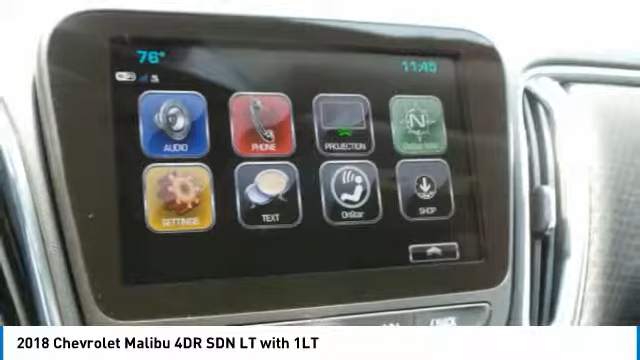 76°
11:45
AUDIO
PHONE
PROJECTION
N
SETTINGS
TEXT
OnStar
SHOP
2018 Chevrolet Malibu 4DR SDN LT with 1LT